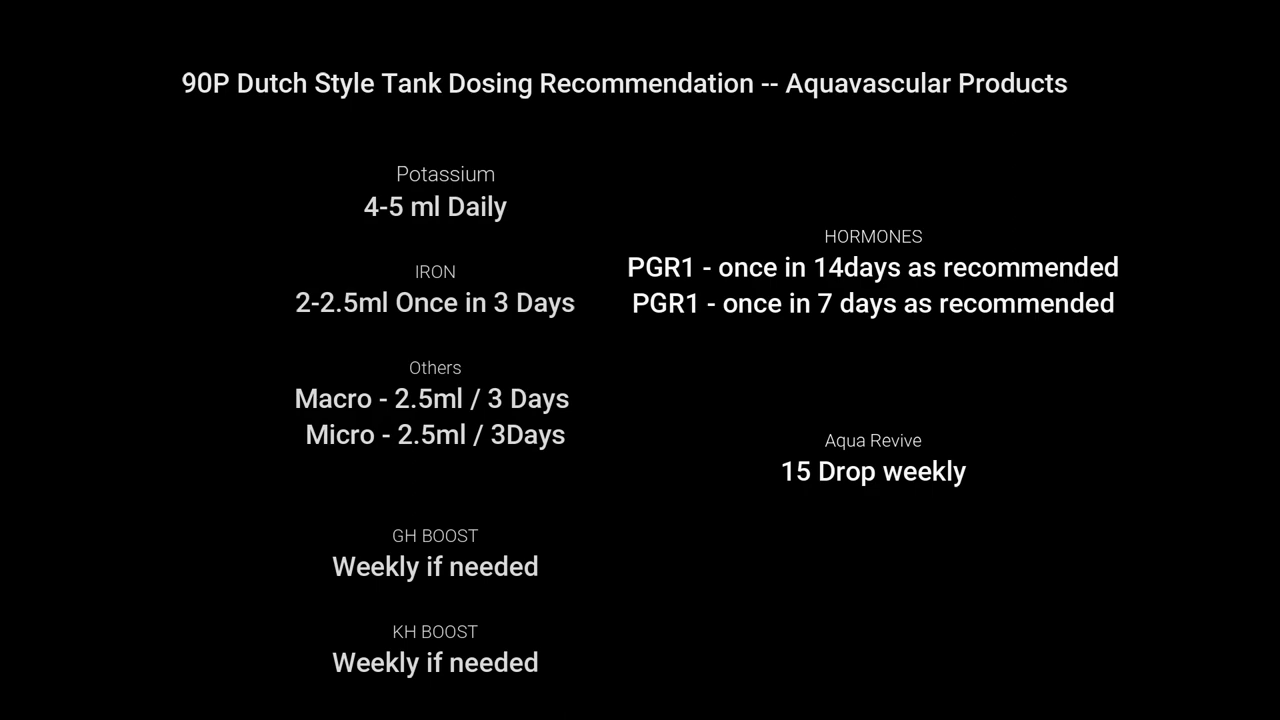 90P Dutch Style Tank Dosing Recommendation -- Aquavascular Products
Potassium
4-5 ml Daily
IRON
2-2.5ml Once in 3 Days
Others
Macro - 2.5ml / 3 Days
Micro - 2.5ml / 3Days
GH BOOST
Weekly if needed
KH BOOST
Weekly if needed
HORMONES
PGR1 - once in 14days as recommended
PGR1 - once in 7 days as recommended
Aqua Revive
15 Drop weekly